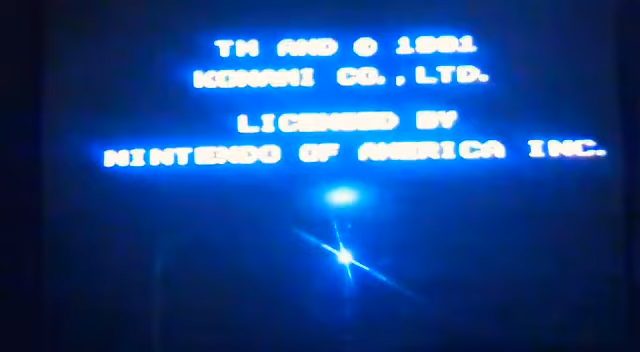 TM AND © 1991
KONAMI CO.,LTD.
LICENSED BY
NINTENDO OF AMERICA INC.